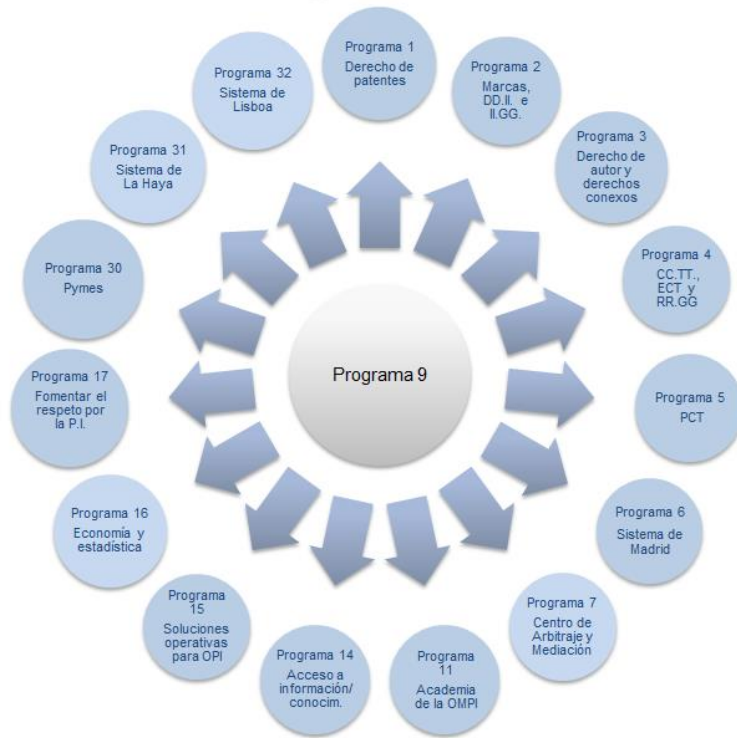 Programa 1
Derecho de
patentes
Programa 2
Marcas,
DD.II. e
II.GG.
Programa 3
Derecho de
autor y
derechos
conexos
Programa 4
CC.TT.,
ECT y
RR.GG
Programa 5
PCT
Programa 6
Sistema de
Madrid
Programa 7
Centro de
Arbitraje y
Mediación
Programa
11
Academia
de la OMPI
Programa 14
Acceso a
información/
conocim.
Programa
15
Soluciones
operativas
para OPI
Programa 16
Economía y
estadística
Programa 17
Fomentar el
respeto por
la P.I.
Programa 30
Pymes
Programa 31
Sistema de
La Haya
Programa 32
Sistema de
Lisboa
Programa 9